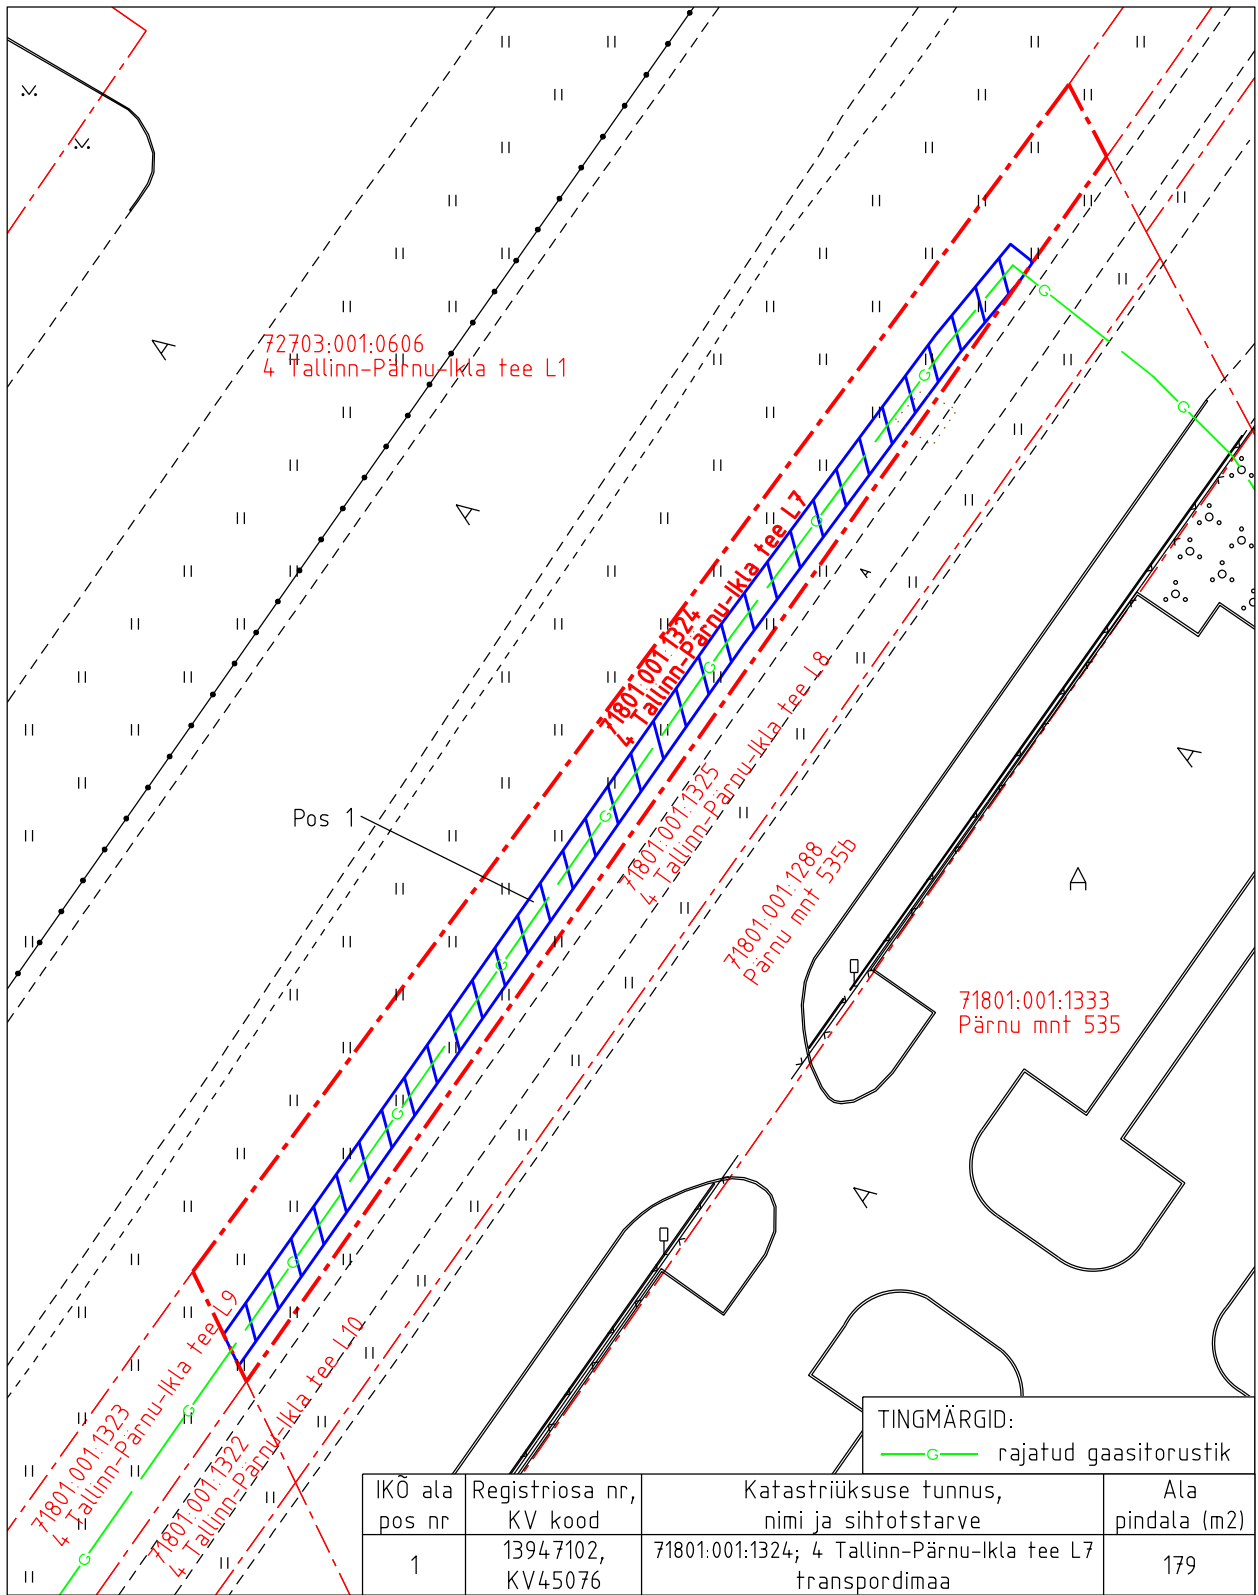 72703:001:0606
4 Tallinn-Pärnu-Ikla tee L1
71801:001:1324
4 Tallinn-Pärnu-Ikla tee L7
71801:001:1325
4 Tallinn-Pärnu-Ikla tee L8
Pos 1
71801:001:1288
Pärnu mnt 535b
71801:001:1333
Pärnu mnt 535
71801:001:1323
4 Tallinn-Pärnu-Ikla tee L9
71801:001:1322
4 Tallinn-Pärnu-Ikla tee L10
TINGMÄRGID:
G rajatud gaasitorustik
IKÕ ala pos nr
Registriosa nr, KV kood
Katastriüksuse tunnus, nimi ja sihtotstarve
Ala pindala (m2)
1
13947102, KV45076
71801:001:1324; 4 Tallinn-Pärnu-Ikla tee L7 transpordimaa
179